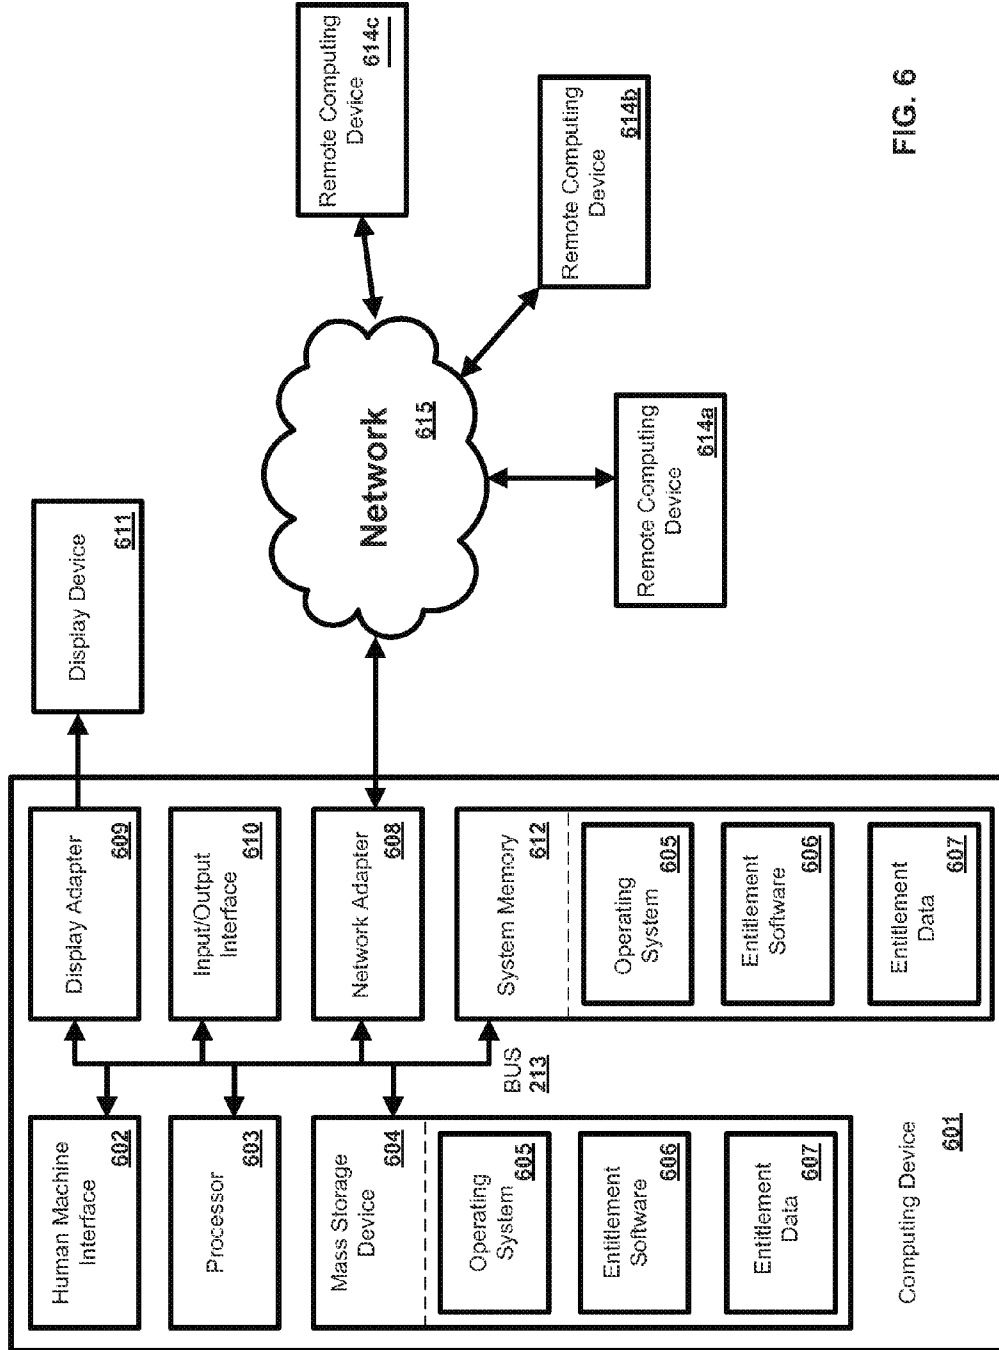 Human Machine
Interface
602
Processor
603
Mass Storage
Device
604
Operating
System
605
Entitlement
Software
606
Entitlement
Data
607
Computing Device
601
BUS
213
Display Adapter
609
Input/Output
Interface
610
Network Adapter
608
System Memory
612
Operating
System
605
Entitlement
Software
606
Entitlement
Data
607
Display Device
611
Network
615
Remote Computing
Device
614a
Remote Computing
Device
614b
Remote Computing
Device
614c
FIG. 6